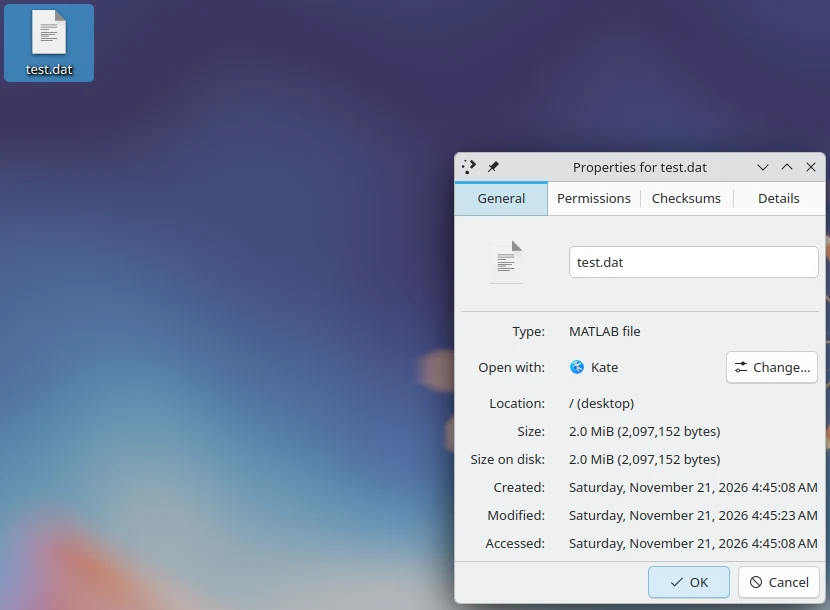 test.dat
Properties for test.dat
General Permissions Checksums Details
test.dat
Type: MATLAB file
Open with: Kate Change...
Location: / (desktop)
Size: 2.0 MiB (2,097,152 bytes)
Size on disk: 2.0 MiB (2,097,152 bytes)
Created: Saturday, November 21, 2026 4:45:08 AM
Modified: Saturday, November 21, 2026 4:45:23 AM
Accessed: Saturday, November 21, 2026 4:45:08 AM
OK Cancel